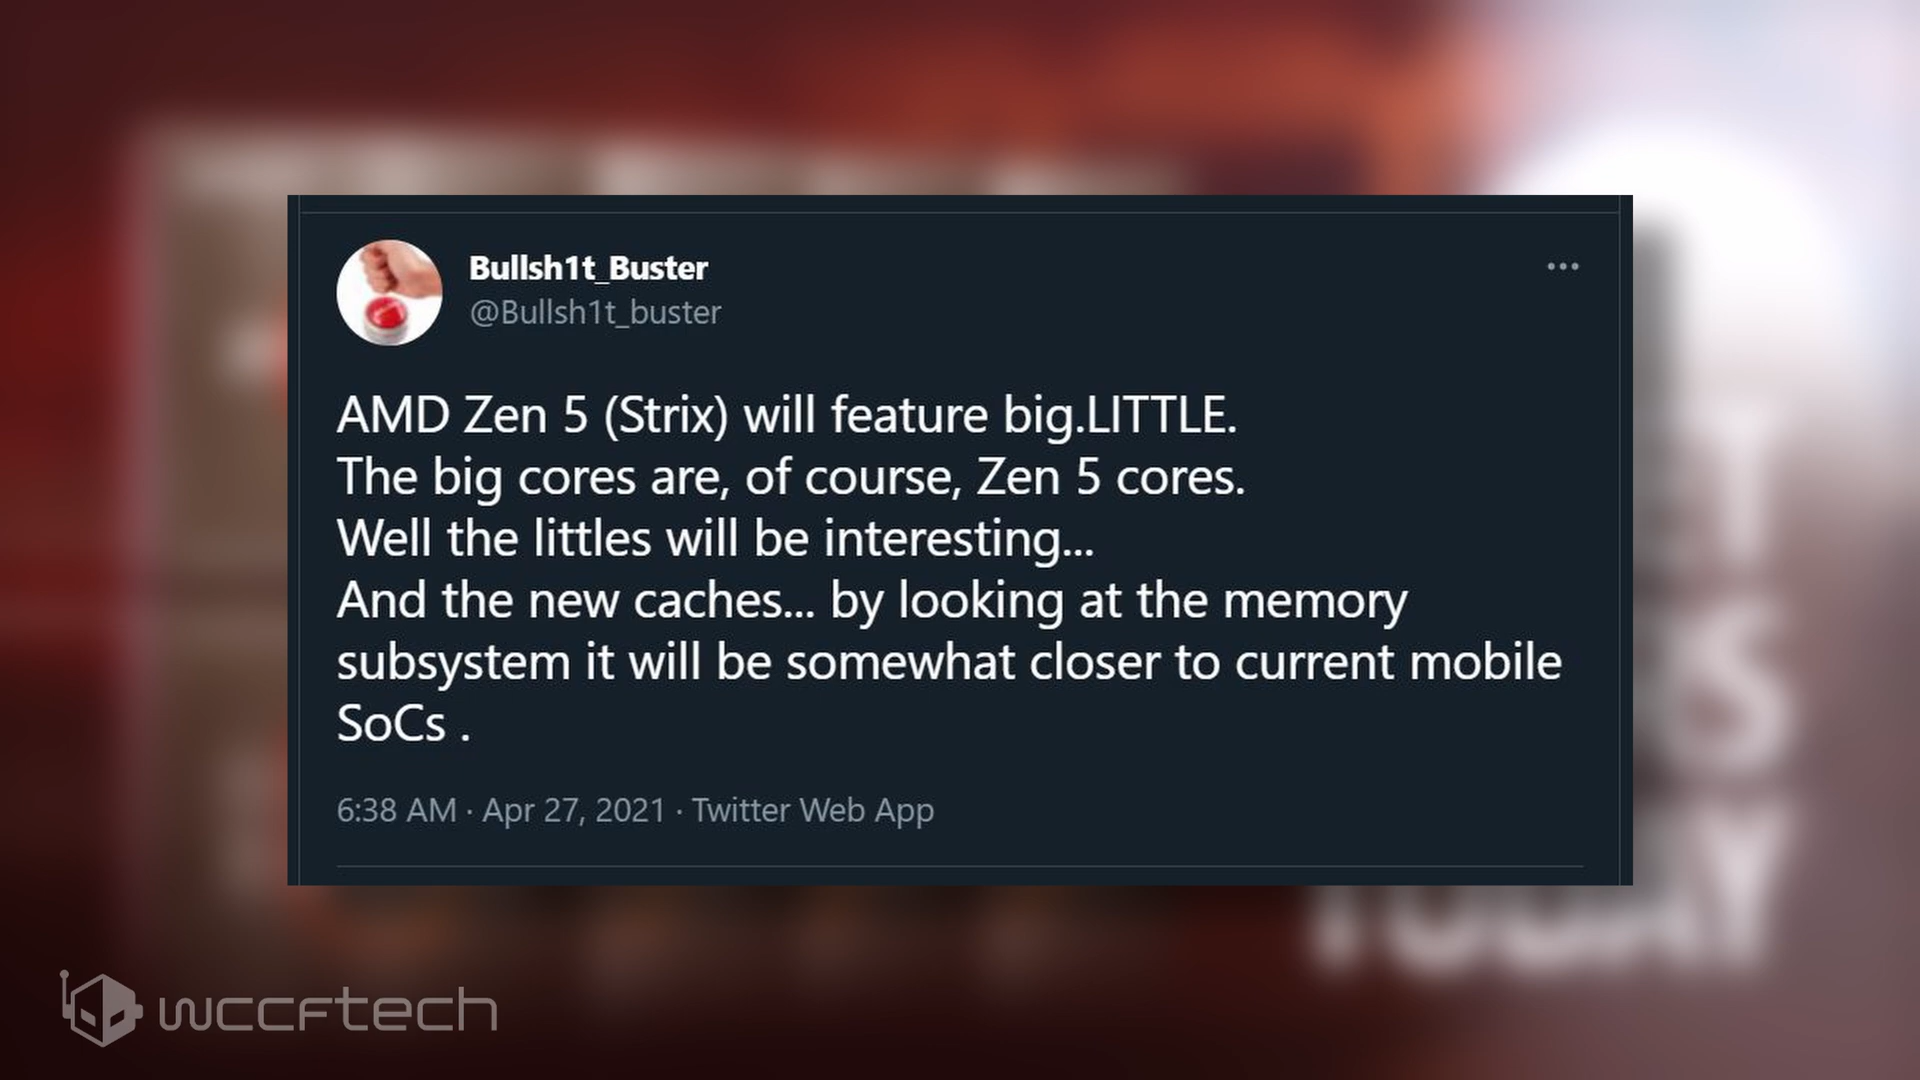 Bullsh1t_Buster
@Bullsh1t_buster
AMD Zen 5 (Strix) will feature big.LITTLE.
The big cores are, of course, Zen 5 cores.
Well the littles will be interesting...
And the new caches... by looking at the memory
subsystem it will be somewhat closer to current mobile
SoCs .
6:38 AM · Apr 27, 2021 · Twitter Web App
TODAY
wccftech